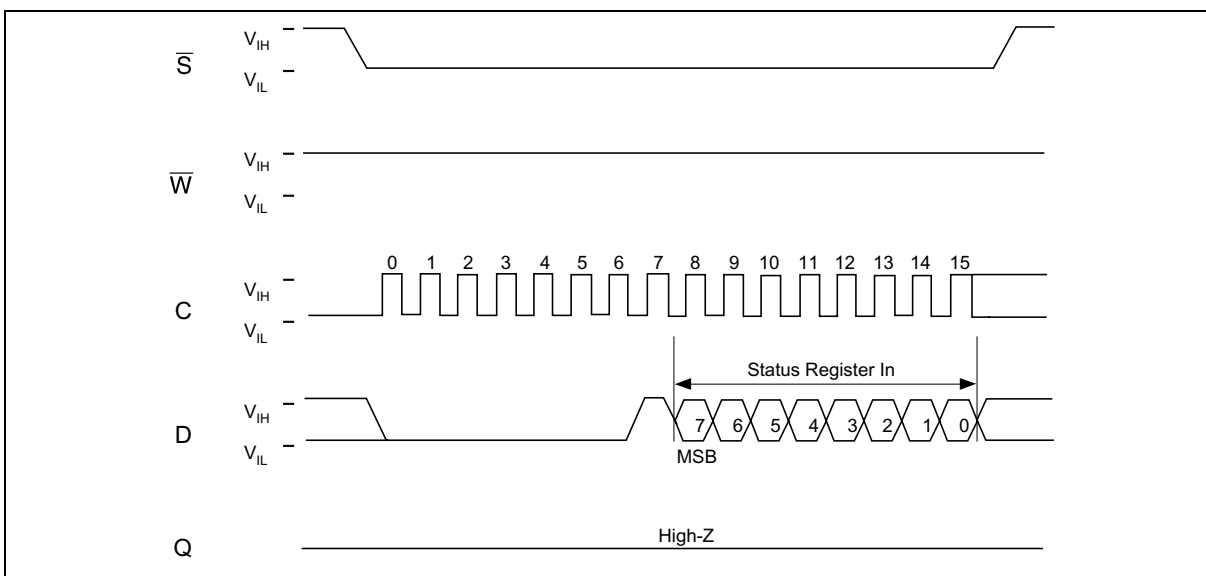 S̅
V_IH
V_IL
W̅
V_IH
V_IL
0 1 2 3 4 5 6 7 8 9 10 11 12 13 14 15
C
V_IH
V_IL
Status Register In
D
V_IH
V_IL
7 6 5 4 3 2 1 0
MSB
Q
High-Z